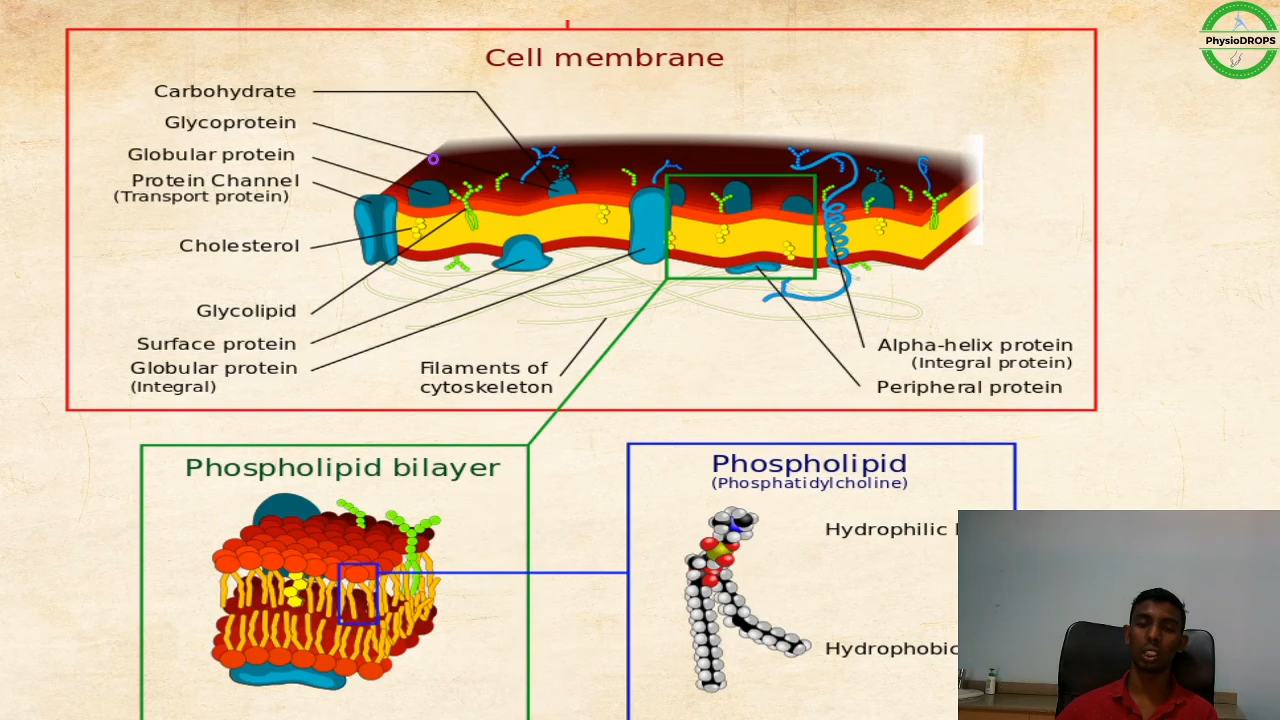 PhysioDROPS
Cell membrane
Carbohydrate
Glycoprotein
Globular protein
Protein Channel
(Transport protein)
Cholesterol
Glycolipid
Surface protein
Globular protein
(Integral)
Filaments of
cytoskeleton
Alpha-helix protein
(Integral protein)
Peripheral protein
Phospholipid bilayer
Phospholipid
(Phosphatidylcholine)
Hydrophilic
Hydrophobic